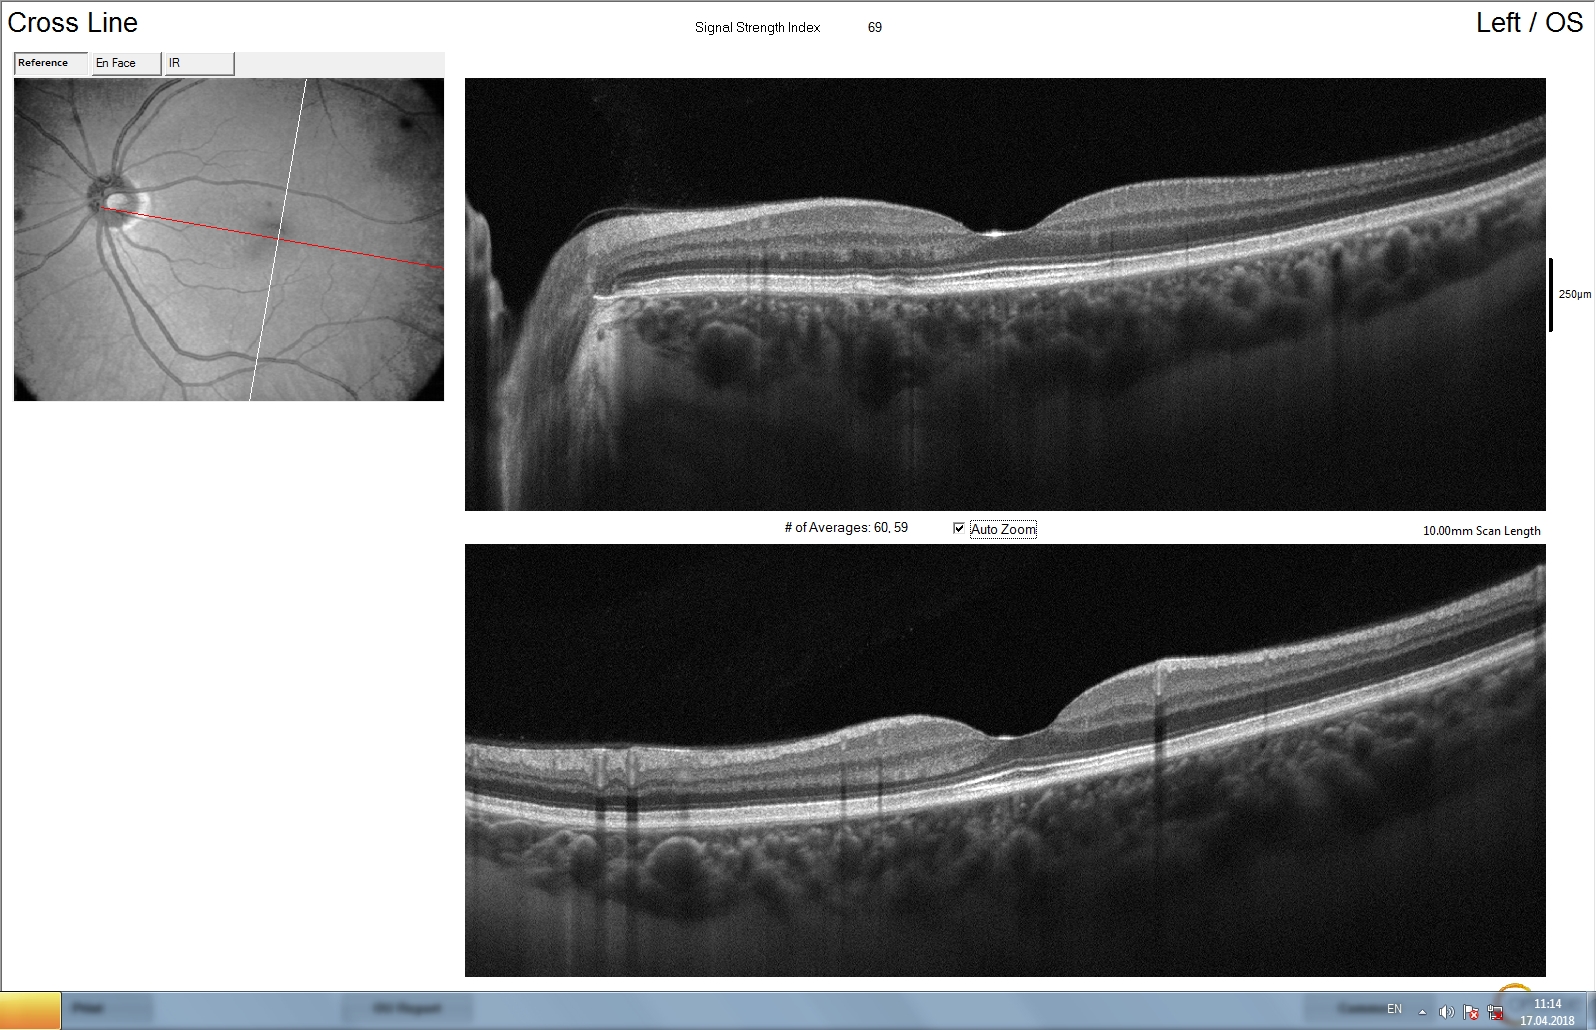 Cross Line
Signal Strength Index 69
Left / OS
Reference En Face IR
250µm
# of Averages: 60, 59
Auto Zoom
10.00mm Scan Length
EN
11:14
17.04.2018